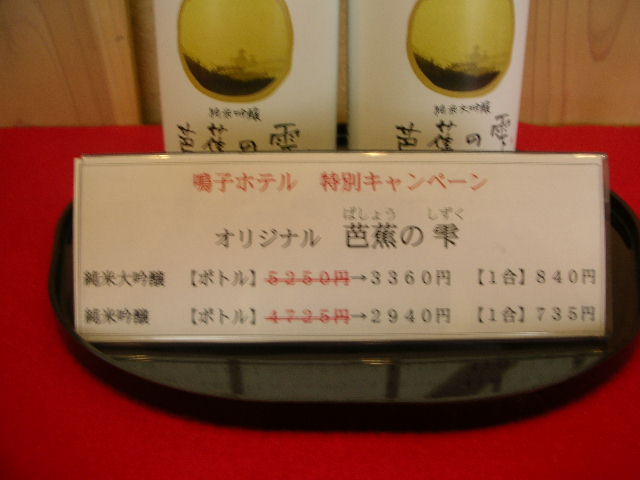 純米吟醸
芭蕉の雫
純米大吟醸
芭蕉の雫
鳴子ホテル 特別キャンペーン
ばしょう しずく
オリジナル 芭蕉の雫
純米大吟醸 【ボトル】5250円→3360円 【1合】840円
純米吟醸 【ボトル】4725円→2940円 【1合】735円